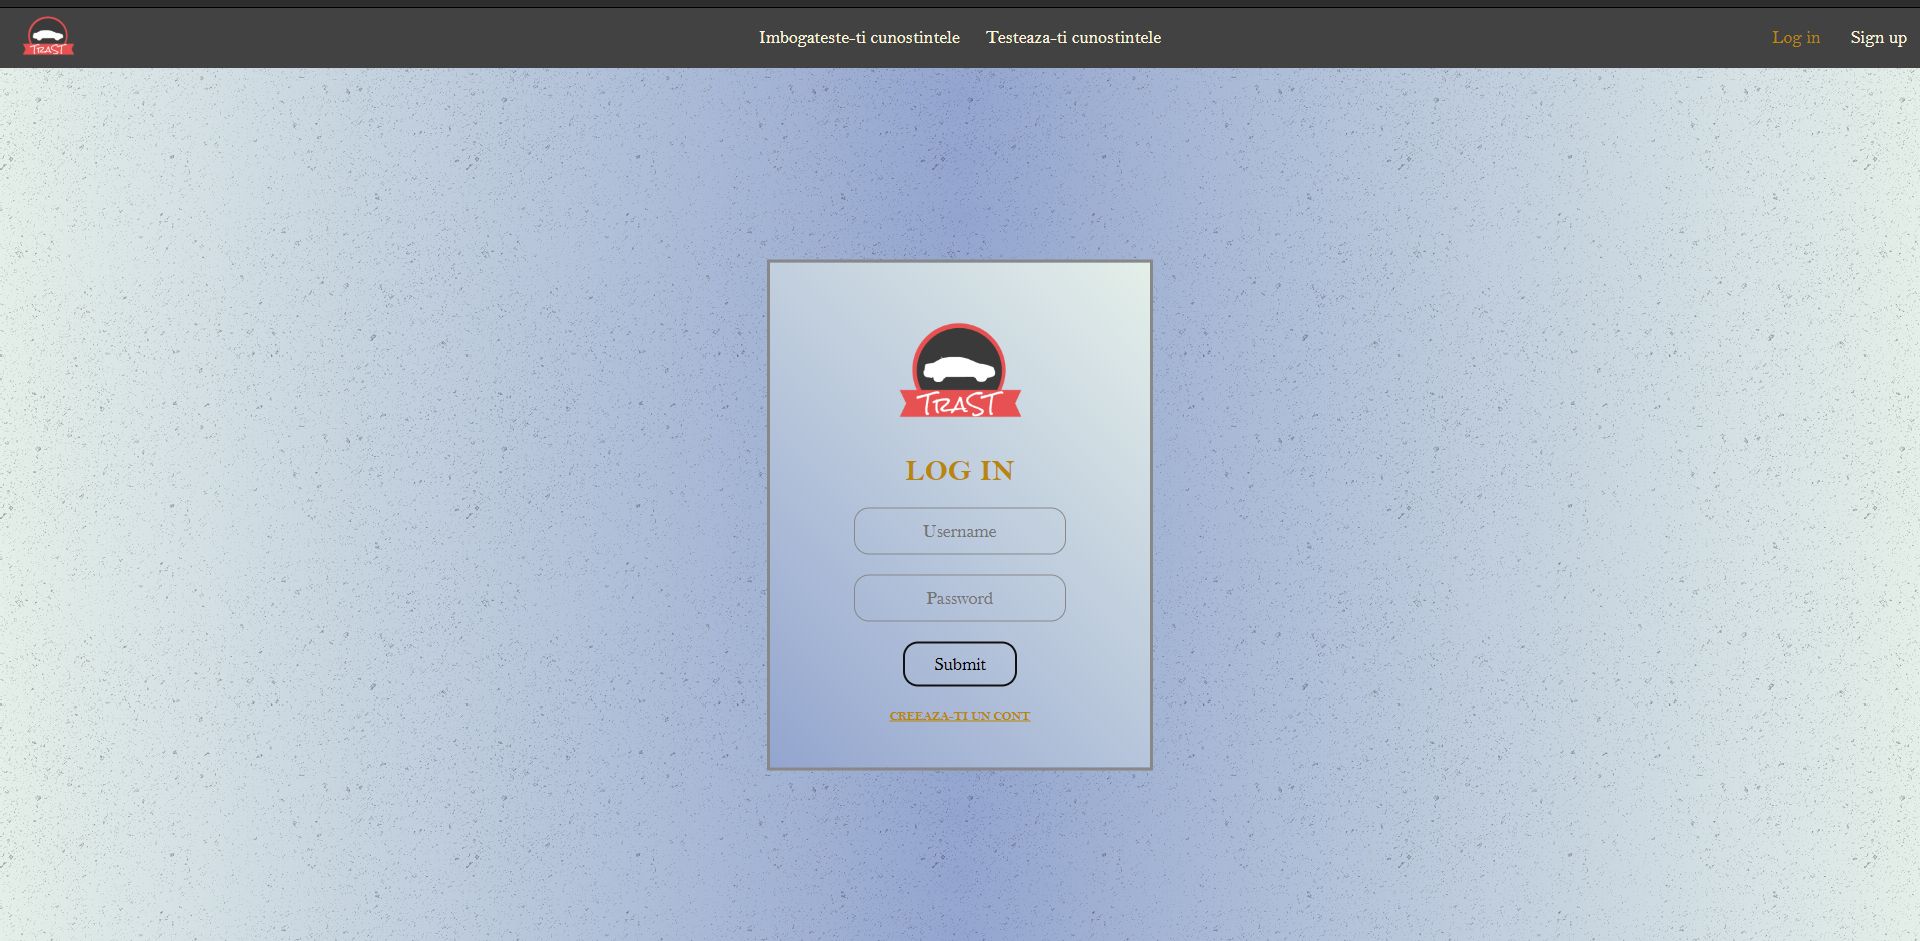 TRAST
Imbogateste-ti cunostintele
Testeaza-ti cunostintele
Log in
Sign up
TRAST
LOG IN
Username
Password
Submit
CREEAZA-TI UN CONT